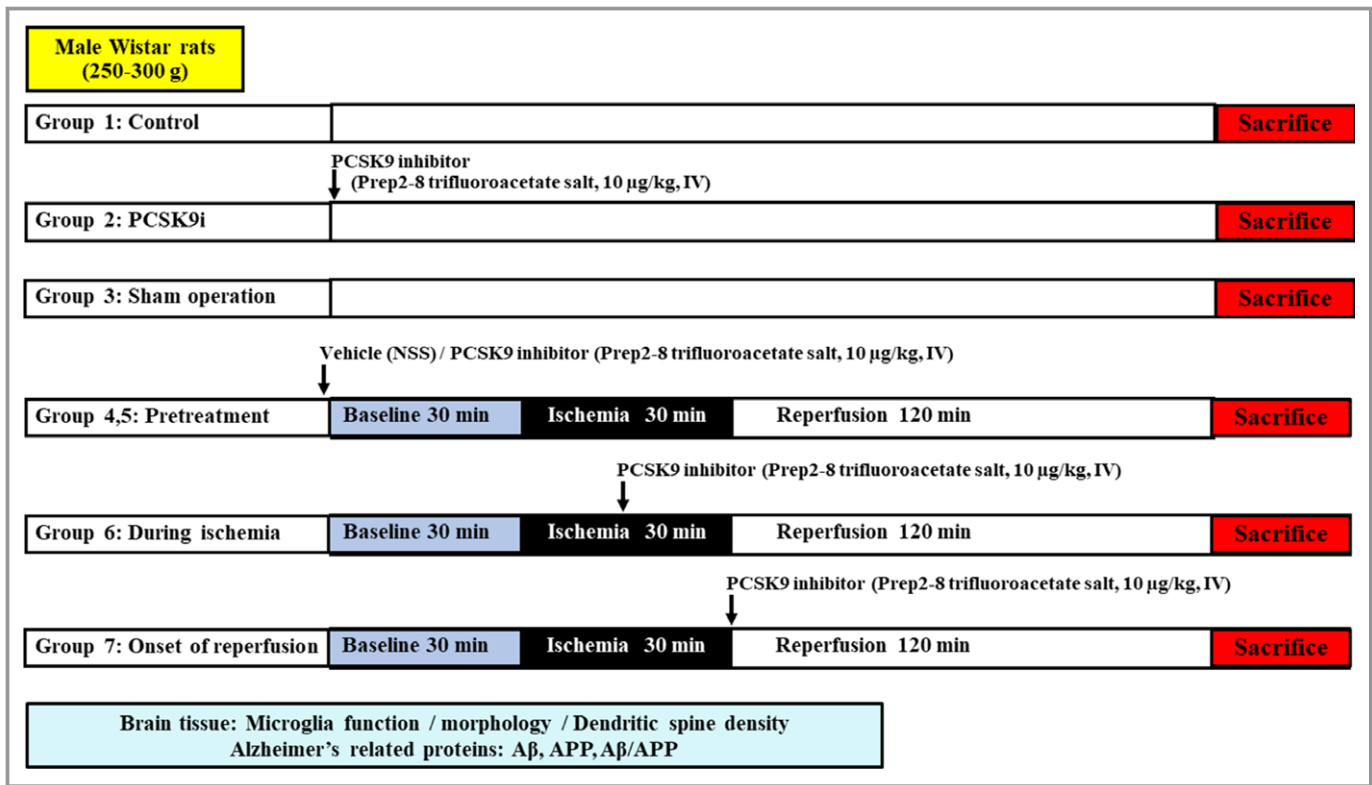 Male Wistar rats
(250-300 g)
Group 1: Control
Sacrifice
PCSK9 inhibitor
(Prep2-8 trifluoroacetate salt, 10 µg/kg, IV)
Group 2: PCSK9i
Sacrifice
Group 3: Sham operation
Sacrifice
Vehicle (NSS) / PCSK9 inhibitor (Prep2-8 trifluoroacetate salt, 10 µg/kg, IV)
Group 4,5: Pretreatment
Baseline 30 min
Ischemia 30 min
Reperfusion 120 min
Sacrifice
PCSK9 inhibitor (Prep2-8 trifluoroacetate salt, 10 µg/kg, IV)
Group 6: During ischemia
Baseline 30 min
Ischemia 30 min
Reperfusion 120 min
Sacrifice
PCSK9 inhibitor (Prep2-8 trifluoroacetate salt, 10 µg/kg, IV)
Group 7: Onset of reperfusion
Baseline 30 min
Ischemia 30 min
Reperfusion 120 min
Sacrifice
Brain tissue: Microglia function / morphology / Dendritic spine density
Alzheimer's related proteins: Aβ, APP, Aβ/APP